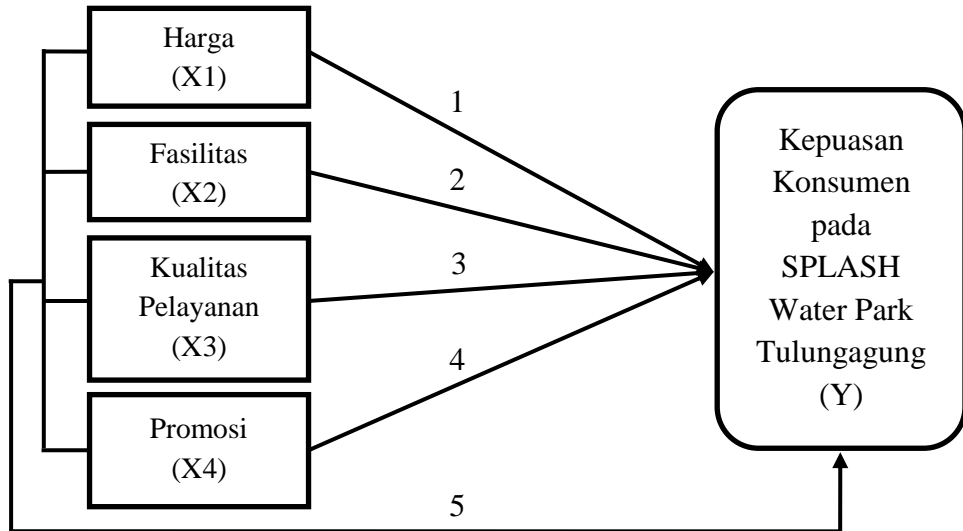 Harga
(X1)
1
Fasilitas
(X2)
2
Kualitas
Pelayanan
(X3)
3
Promosi
(X4)
4
Kepuasan
Konsumen
pada
SPLASH
Water Park
Tulungagung
(Y)
5